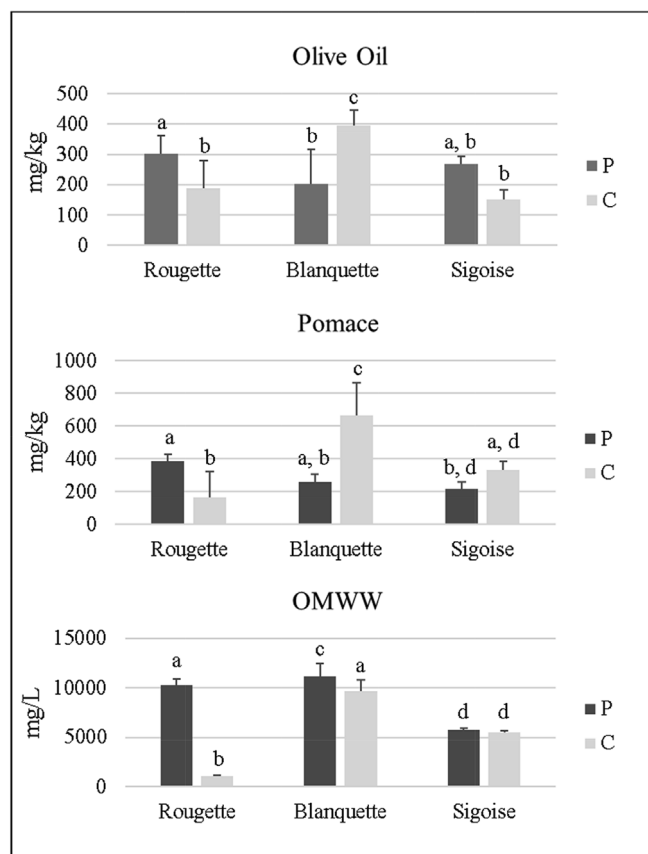 Olive Oil
500
400
300
200
100
0
mg/kg
a
b
b
c
a, b
b
Rougette
Blanquette
Sigoise
P
C
Pomace
1000
800
600
400
200
0
mg/kg
a
b
a, b
c
b, d
a, d
Rougette
Blanquette
Sigoise
P
C
OMWW
15000
10000
5000
0
mg/L
a
b
c
a
d
d
Rougette
Blanquette
Sigoise
P
C